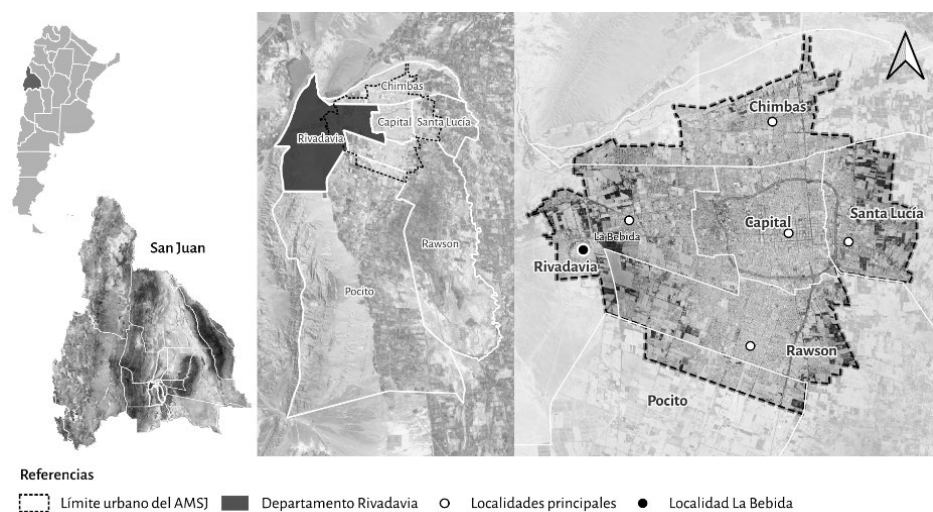 San Juan
Chimbas
Capital
Santa Lucía
Rivadavia
Rawson
Pocito
Chimbas
Capital
Santa Lucía
La Bebida
Rivadavia
Rawson
Pocito
Referencias
Límite urbano del AMSJ
Departamento Rivadavia
Localidades principales
Localidad La Bebida